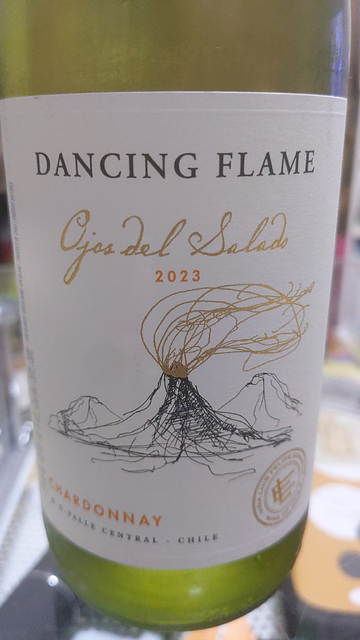 DANCING FLAME
Ojos del Salado
2023
CHARDONNAY
D.O VALLE CENTRAL - CHILE